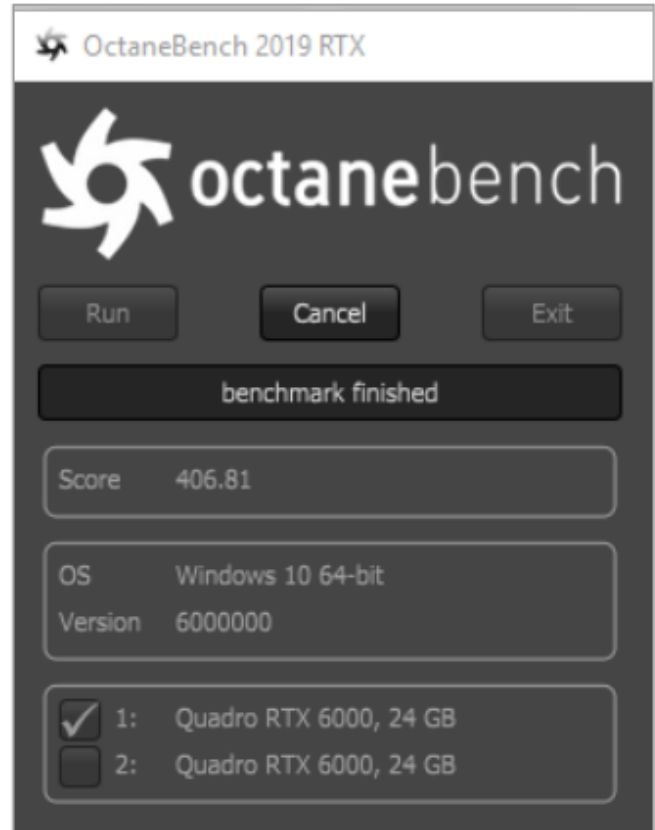 OctaneBench 2019 RTX
octanebench
Run Cancel Exit
benchmark finished
Score 406.81
OS Windows 10 64-bit
Version 6000000
1: Quadro RTX 6000, 24 GB
2: Quadro RTX 6000, 24 GB